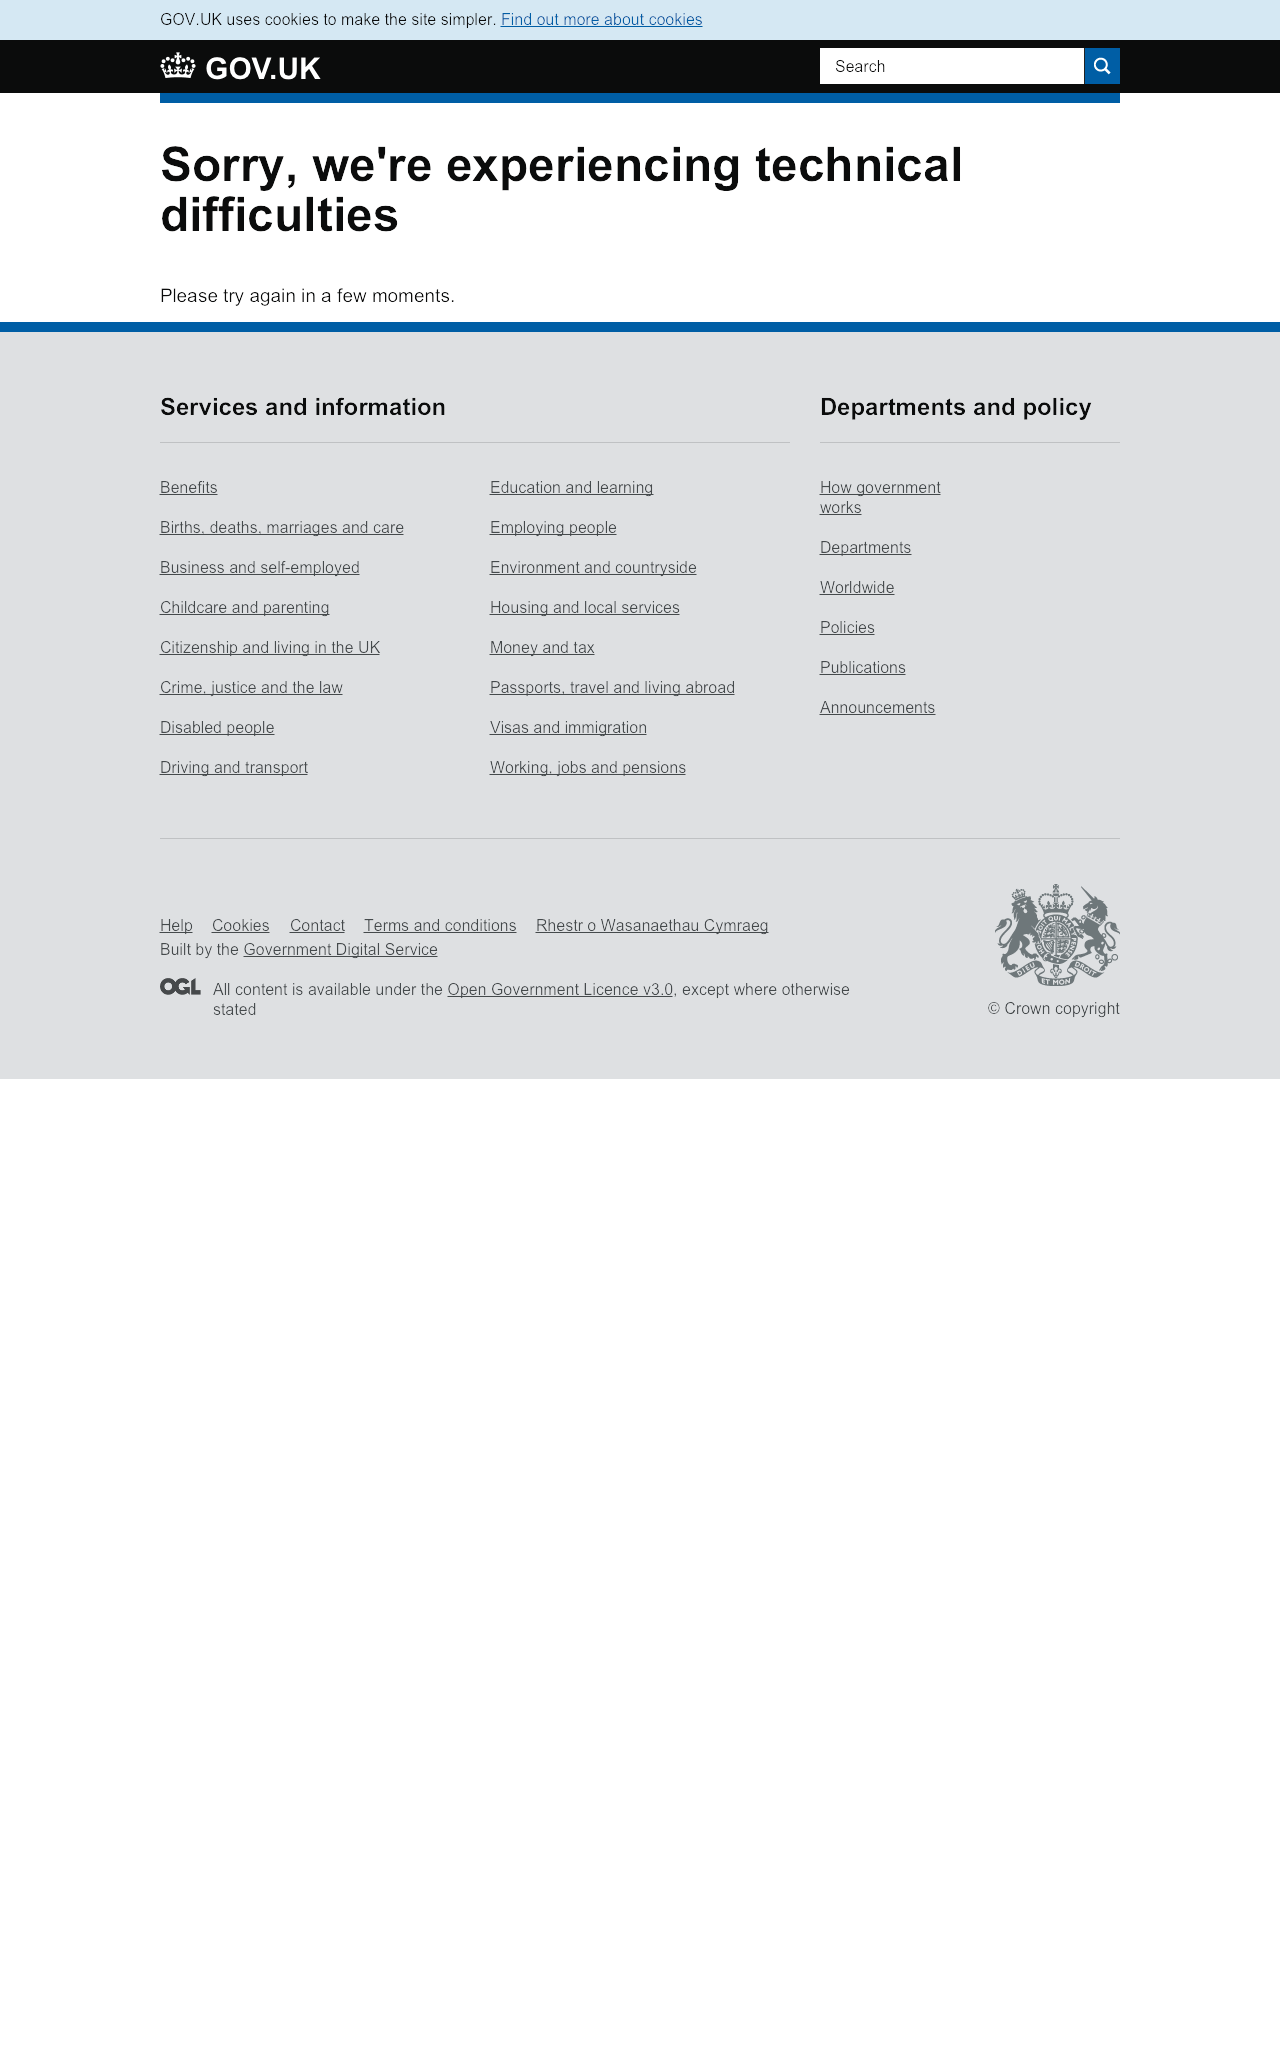 GOV.UK uses cookies to make the site simpler. Find out more about cookies
GOV.UK
Search
Sorry, we're experiencing technical
difficulties
Please try again in a few moments.
Services and information
Benefits
Births, deaths, marriages and care
Business and self-employed
Childcare and parenting
Citizenship and living in the UK
Crime, justice and the law
Disabled people
Driving and transport
Education and learning
Employing people
Environment and countryside
Housing and local services
Money and tax
Passports, travel and living abroad
Visas and immigration
Working, jobs and pensions
Departments and policy
How government
works
Departments
Worldwide
Policies
Publications
Announcements
Help Cookies Contact Terms and conditions Rhestr o Wasanaethau Cymraeg
Built by the Government Digital Service
OGL
All content is available under the Open Government Licence v3.0, except where otherwise
stated
DIEU ET MON DROIT
© Crown copyright